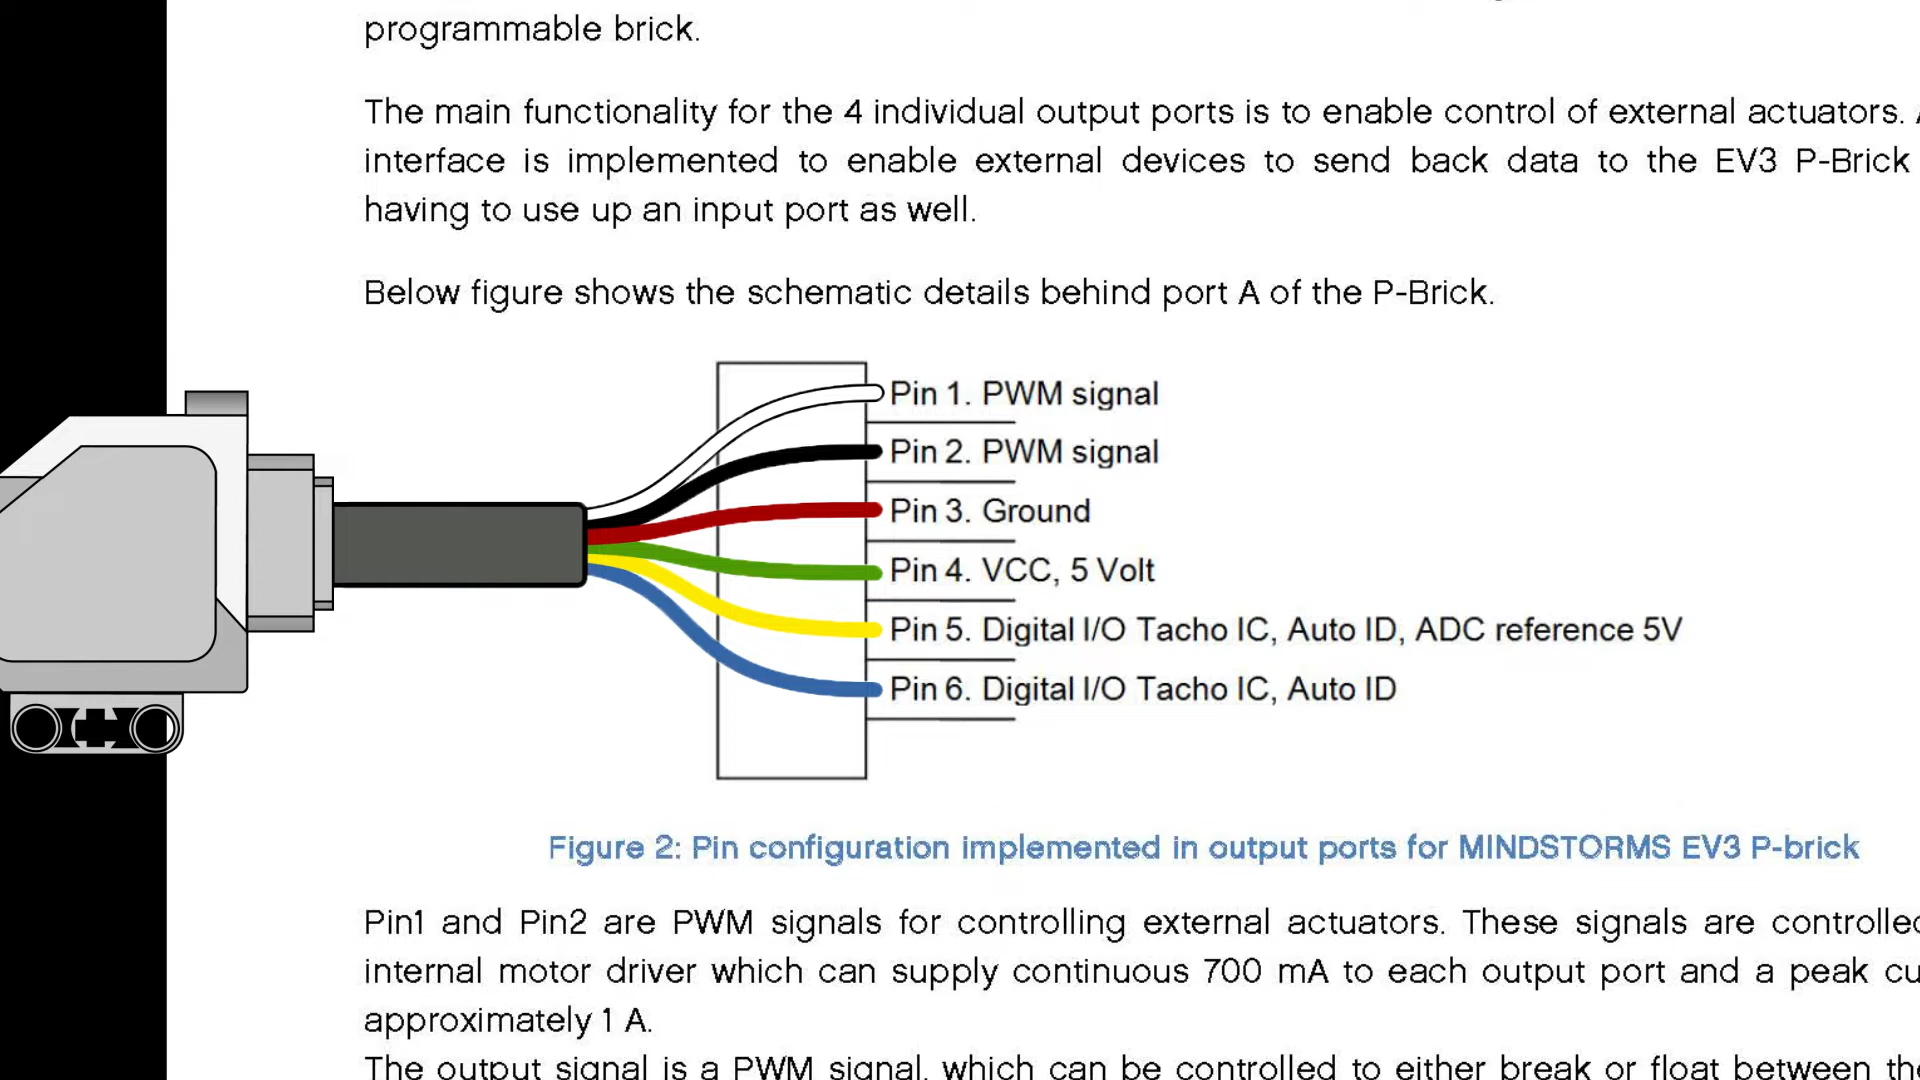 programmable brick.
The main functionality for the 4 individual output ports is to enable control of external actuators.
interface is implemented to enable external devices to send back data to the EV3 P-Brick
having to use up an input port as well.
Below figure shows the schematic details behind port A of the P-Brick.
Pin 1. PWM signal
Pin 2. PWM signal
Pin 3. Ground
Pin 4. VCC, 5 Volt
Pin 5. Digital I/O Tacho IC, Auto ID, ADC reference 5V
Pin 6. Digital I/O Tacho IC, Auto ID
Figure 2: Pin configuration implemented in output ports for MINDSTORMS EV3 P-brick
Pin1 and Pin2 are PWM signals for controlling external actuators. These signals are controlled
internal motor driver which can supply continuous 700 mA to each output port and a peak cu
approximately 1 A.
The output signal is a PWM signal, which can be controlled to either break or float between the